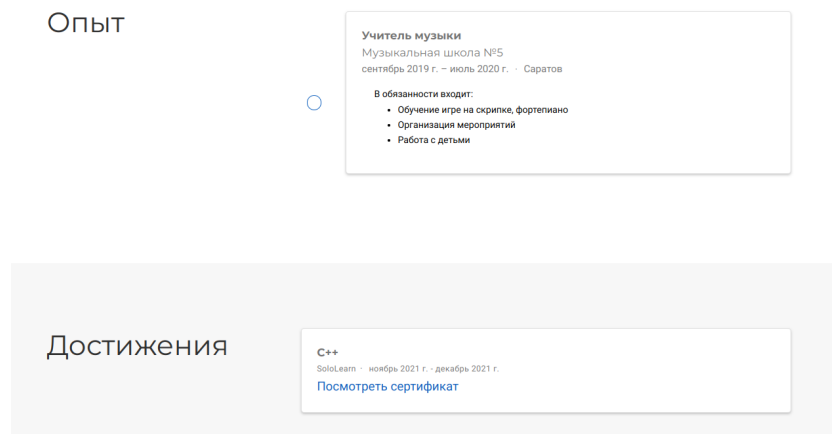 Опыт
Учитель музыки
Музыкальная школа №5
сентябрь 2019 г. – июль 2020 г. · Саратов
В обязанности входит:
• Обучение игре на скрипке, фортепиано
• Организация мероприятий
• Работа с детьми
Достижения
C++
SoloLearn · ноябрь 2021 г. - декабрь 2021 г.
Посмотреть сертификат